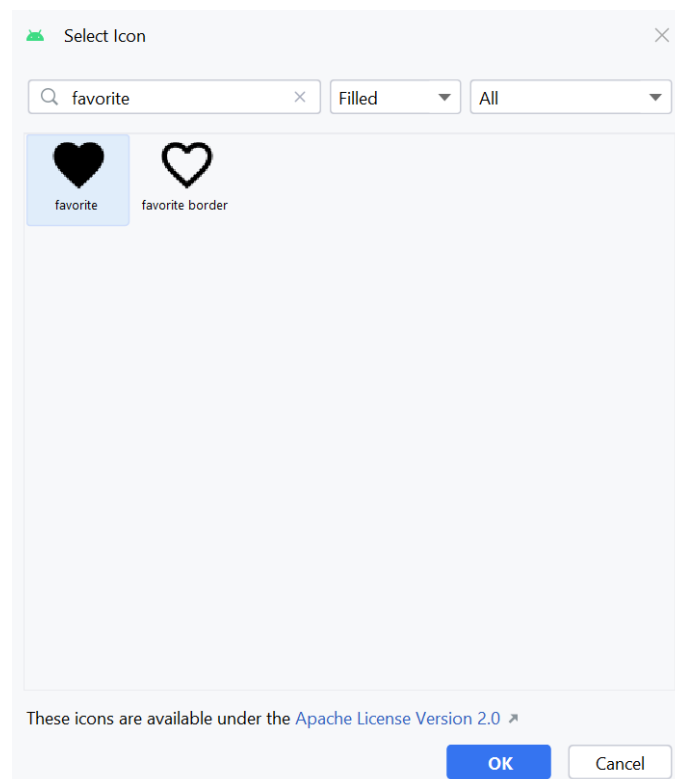 Select Icon
favorite Filled All
favorite favorite border
These icons are available under the Apache License Version 2.0
OK Cancel